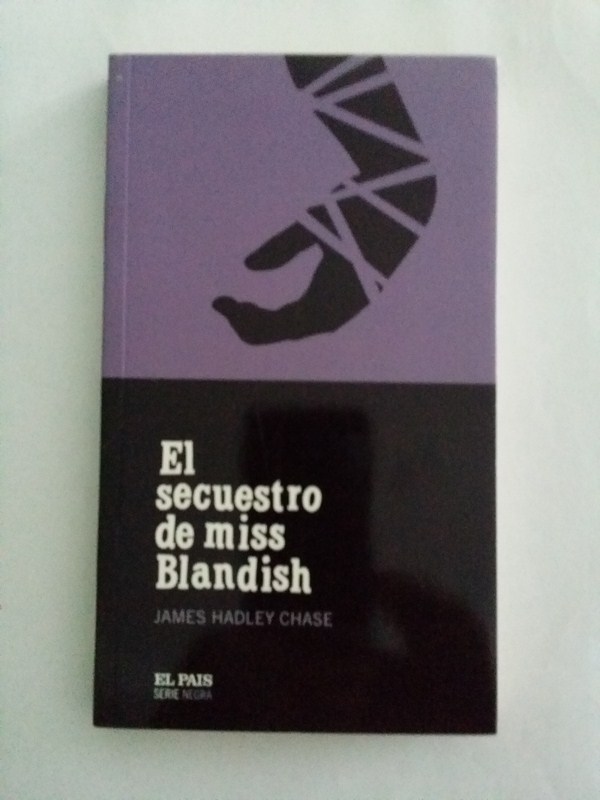 El
secuestro
de miss
Blandish
JAMES HADLEY CHASE
EL PAIS
SERIE NEGRA